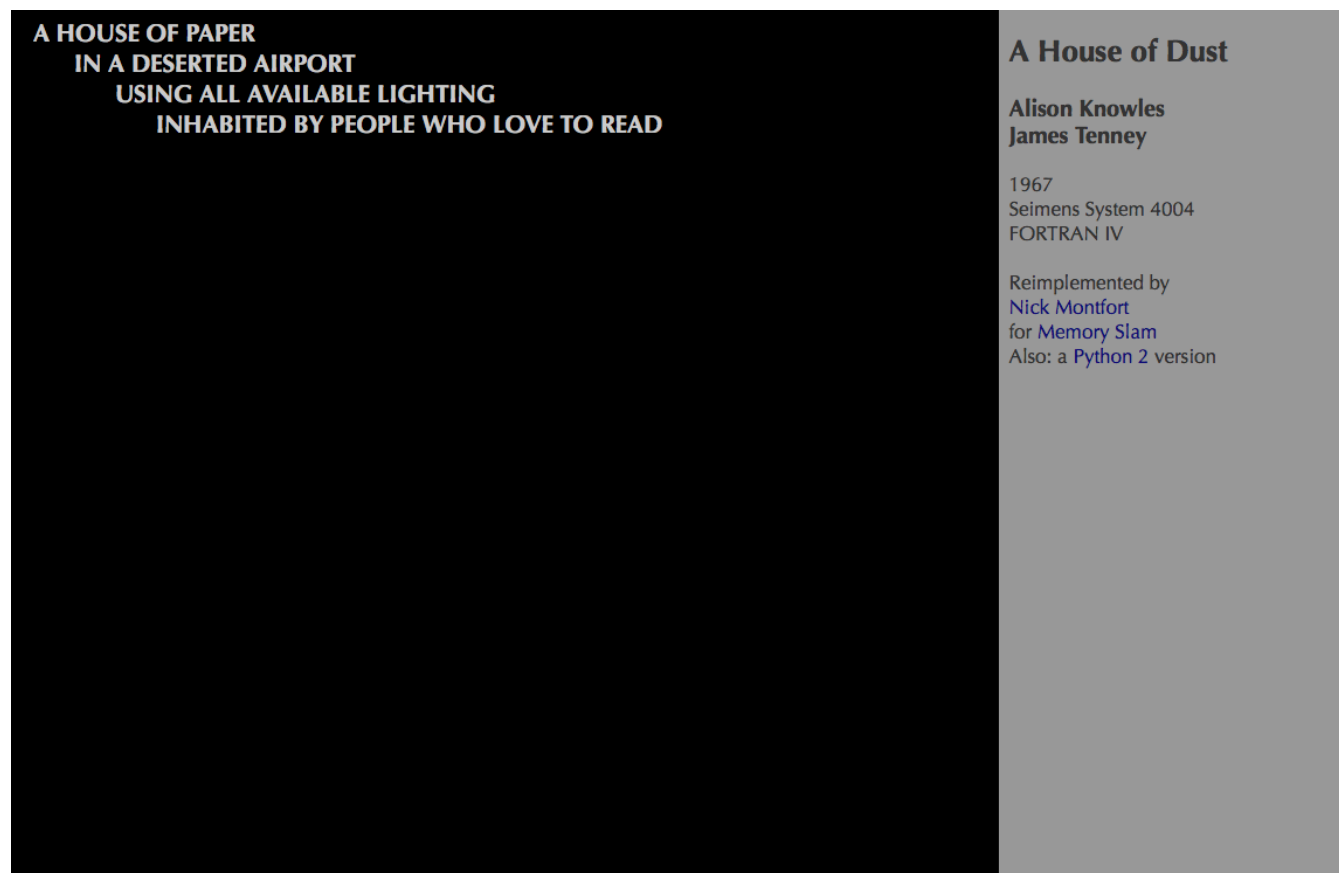 A HOUSE OF PAPER
IN A DESERTED AIRPORT
USING ALL AVAILABLE LIGHTING
INHABITED BY PEOPLE WHO LOVE TO READ
A House of Dust
Alison Knowles
James Tenney
1967
Seimens System 4004
FORTRAN IV
Reimplemented by
Nick Montfort
for Memory Slam
Also: a Python 2 version